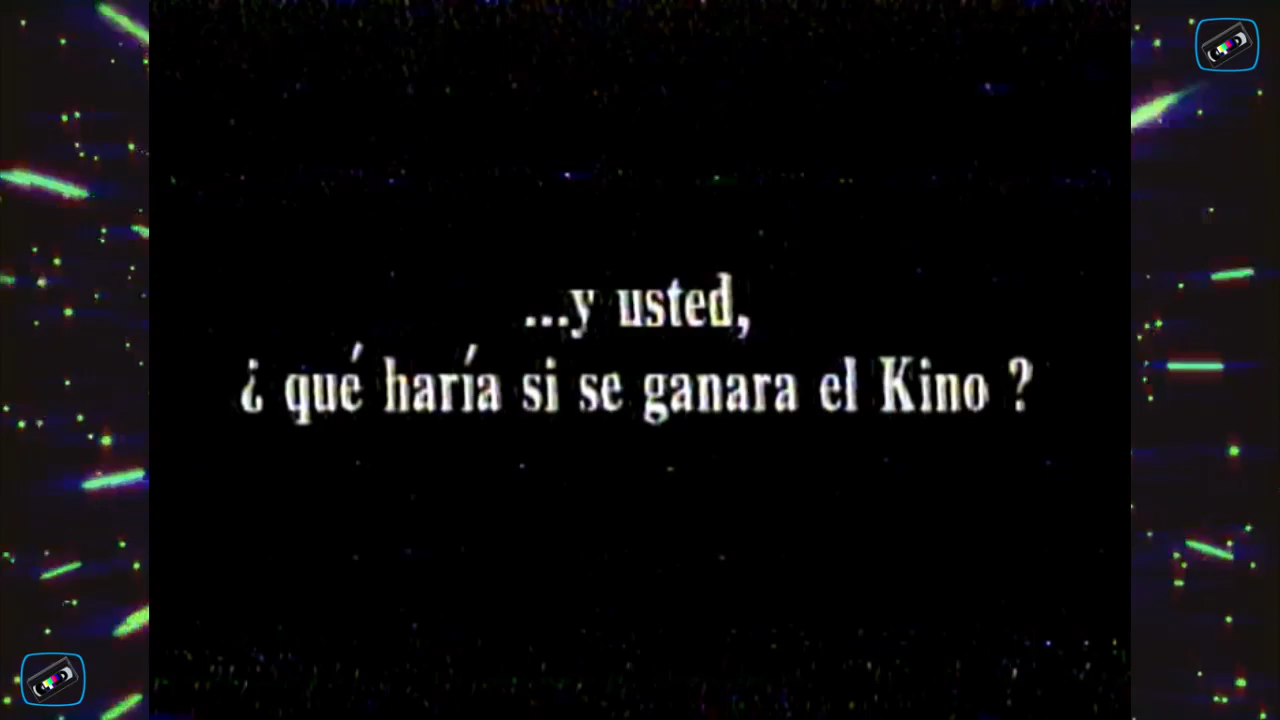 ...y usted,
¿ qué haría si se ganara el Kino ?